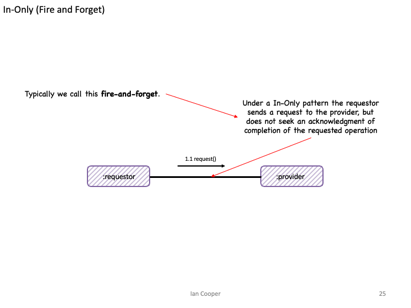 In-Only (Fire and Forget)
Typically we call this fire-and-forget.
Under a In-Only pattern the requestor
sends a request to the provider, but
does not seek an acknowledgment of
completion of the requested operation
1.1 request()
:requestor
:provider
Ian Cooper
25